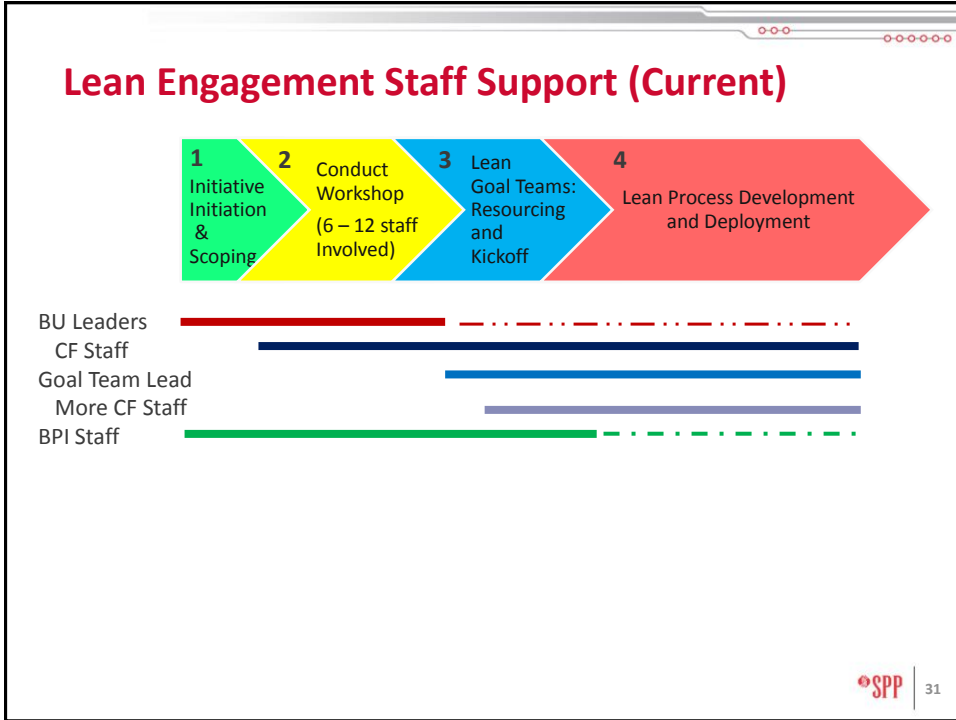 Lean Engagement Staff Support (Current)
1
Initiative
Initiation
&
Scoping
2
Conduct
Workshop
(6 – 12 staff
Involved)
3
Lean
Goal Teams:
Resourcing
and
Kickoff
4
Lean Process Development
and Deployment
BU Leaders
CF Staff
Goal Team Lead
More CF Staff
BPI Staff
SPP
31